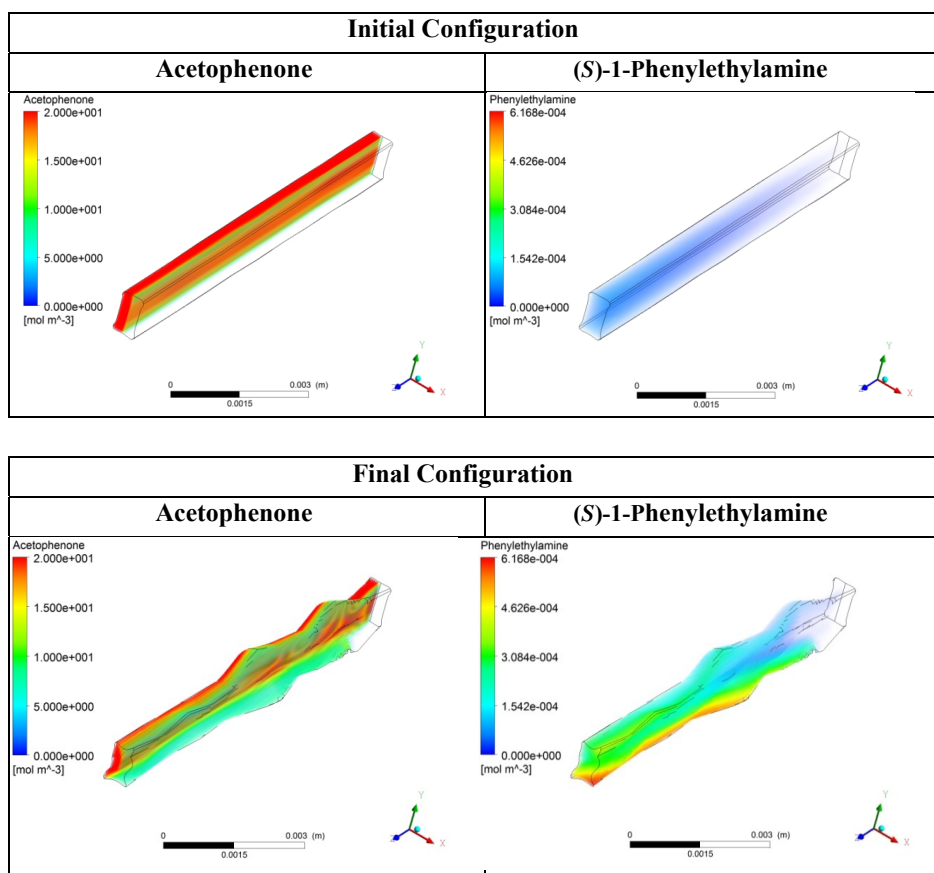 Initial Configuration
Acetophenone
(S)-1-Phenylethylamine
Acetophenone
2.000e+001
1.500e+001
1.000e+001
5.000e+000
0.000e+000
[mol m^-3]
0
0.003 (m)
0.0015
Y
Z
X
Phenylethylamine
6.168e-004
4.626e-004
3.084e-004
1.542e-004
0.000e+000
[mol m^-3]
0
0.003 (m)
0.0015
Y
Z
X
Final Configuration
Acetophenone
(S)-1-Phenylethylamine
Acetophenone
2.000e+001
1.500e+001
1.000e+001
5.000e+000
0.000e+000
[mol m^-3]
0
0.003 (m)
0.0015
Y
Z
X
Phenylethylamine
6.168e-004
4.626e-004
3.084e-004
1.542e-004
0.000e+000
[mol m^-3]
0
0.003 (m)
0.0015
Y
Z
X